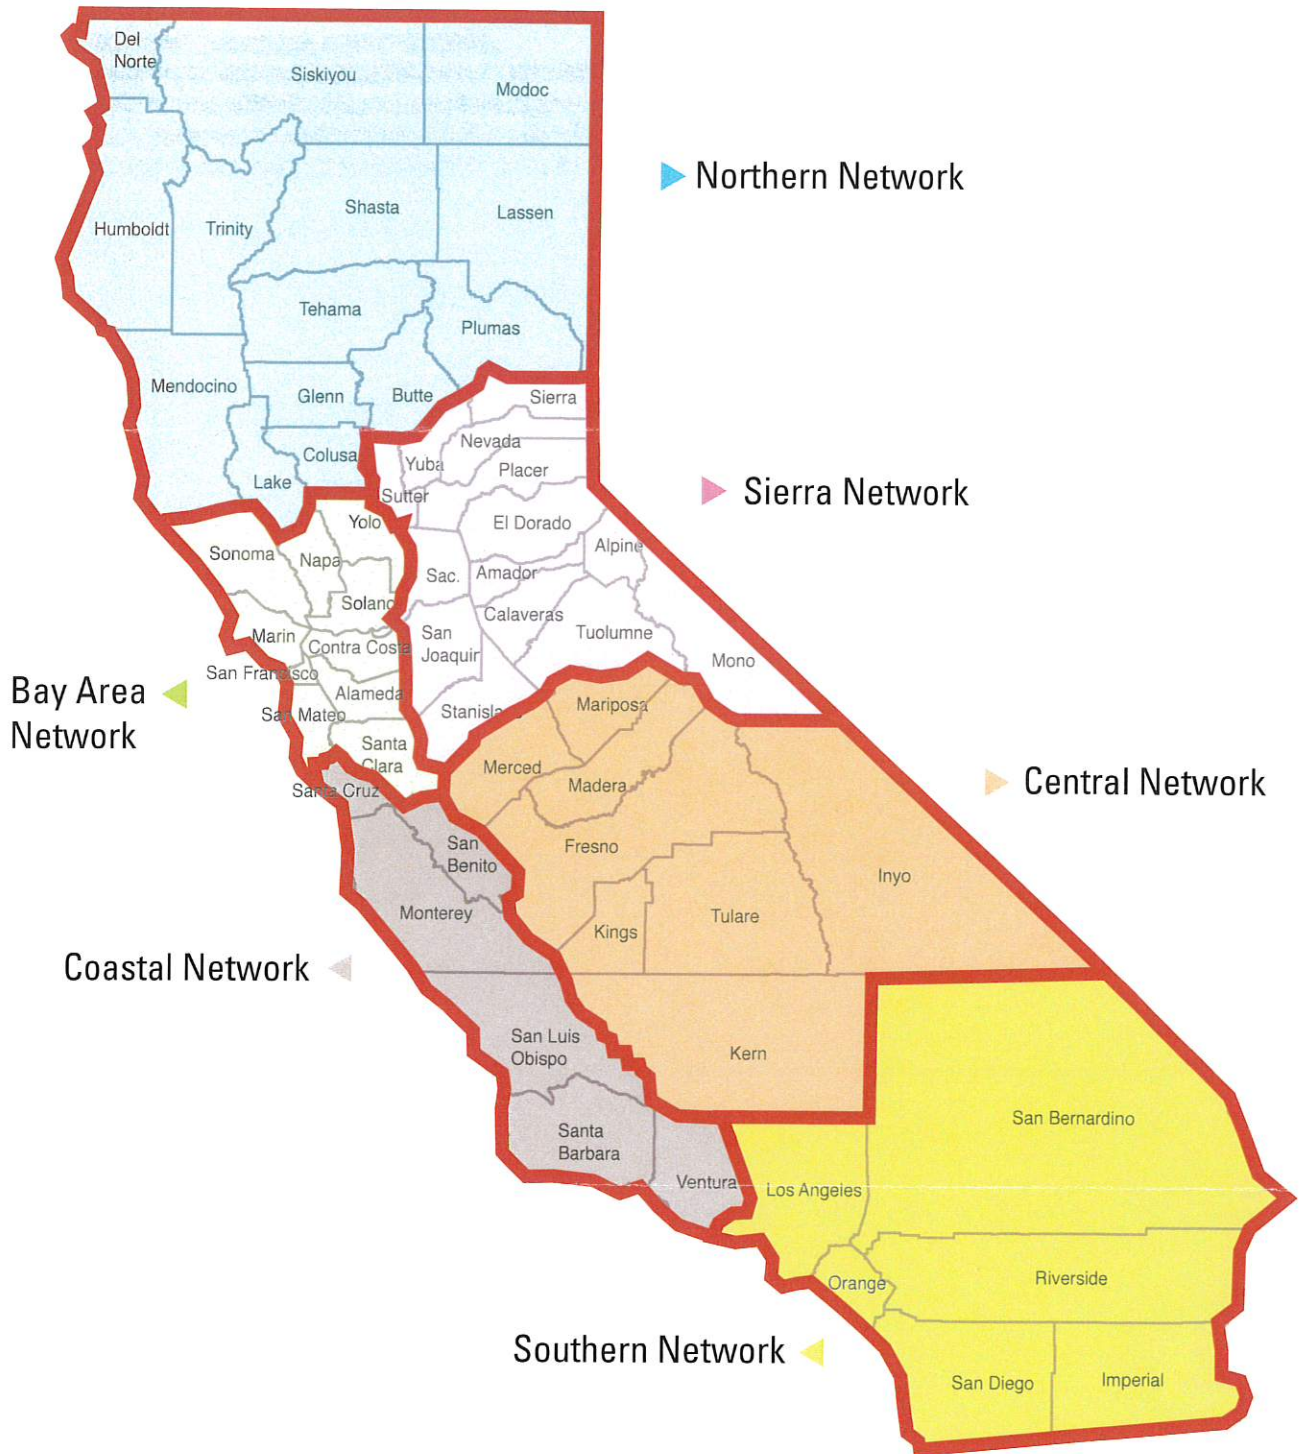 Del
Norte
Siskiyou
Modoc
Northern Network
Humboldt
Trinity
Shasta
Lassen
Tehama
Plumas
Mendocino
Glenn
Butte
Sierra
Nevada
Colusa
Yuba
Placer
Lake
Sutter
Sierra Network
Yolo
El Dorado
Alpine
Sonoma
Napa
Sac.
Amador
Solano
Calaveras
Marin
Contra Costa
San
Joaquin
Tuolumne
Mono
San Francisco
Alameda
Bay Area
Network
San Mateo
Stanisla
Mariposa
Santa
Clara
Merced
Madera
Central Network
Santa Cruz
San
Benito
Fresno
Inyo
Monterey
Kings
Tulare
Coastal Network
San Luis
Obispo
Kern
San Bernardino
Santa
Barbara
Ventura
Los Angeles
Orange
Riverside
Southern Network
San Diego
Imperial